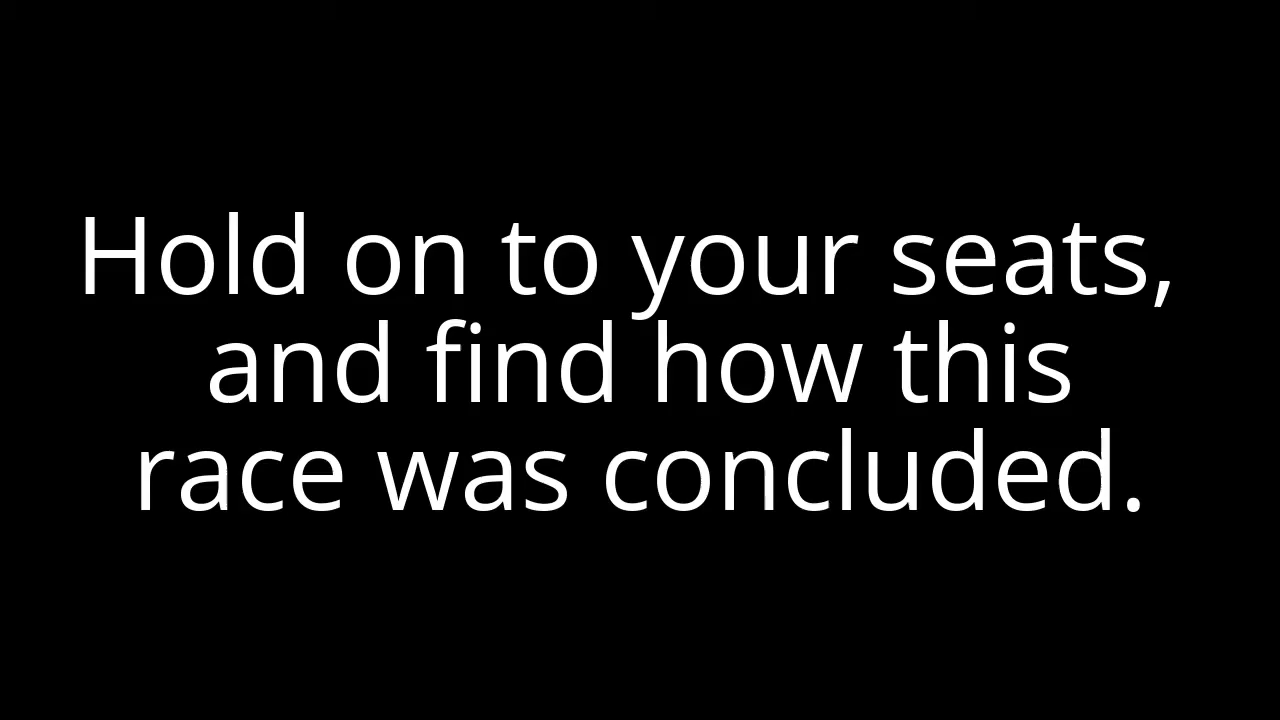 Hold on to your seats,
and find how this
race was concluded.